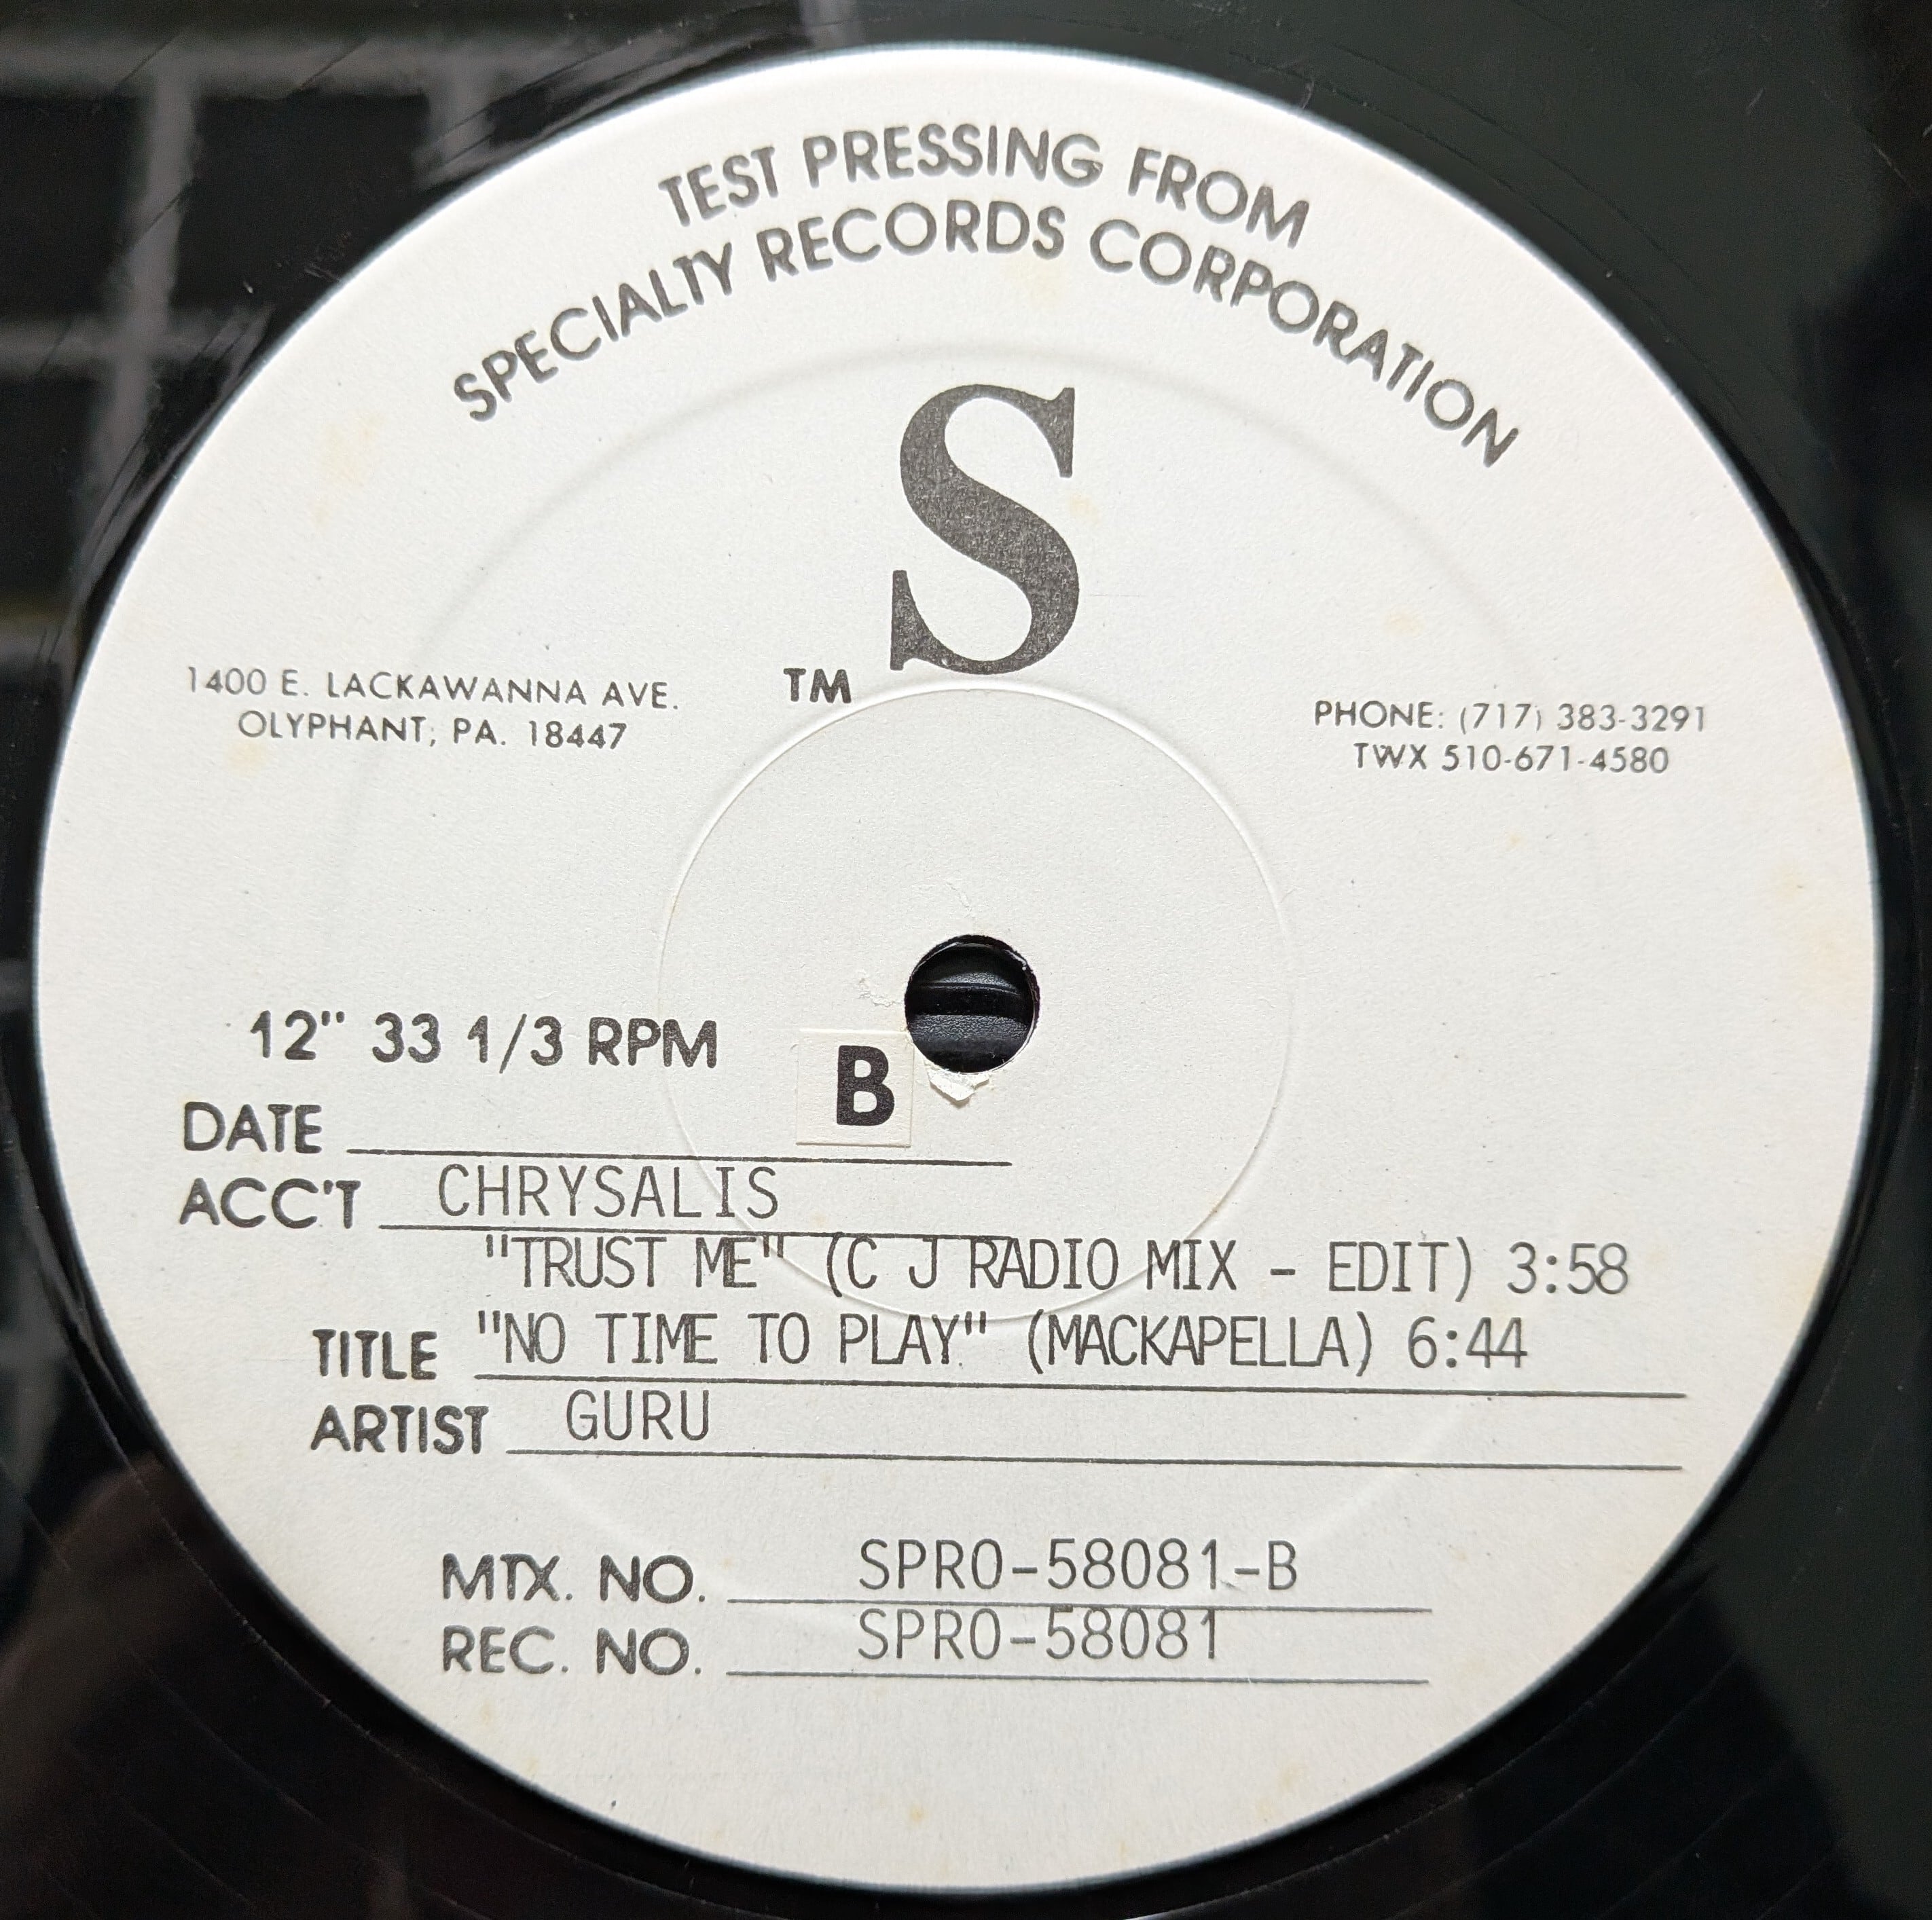 TEST PRESSING FROM
SPECIALTY RECORDS CORPORATION
S
TM
1400 E. LACKAWANNA AVE.
OLYPHANT, PA. 18447
PHONE: (717) 383-3291
TWX 510-671-4580
12" 33 1/3 RPM
B
DATE
ACC'T CHRYSALIS
"TRUST ME" (C J RADIO MIX - EDIT) 3:58
TITLE "NO TIME TO PLAY" (MACKAPELLA) 6:44
ARTIST GURU
MTX. NO. SPRO-58081-B
REC. NO. SPRO-58081